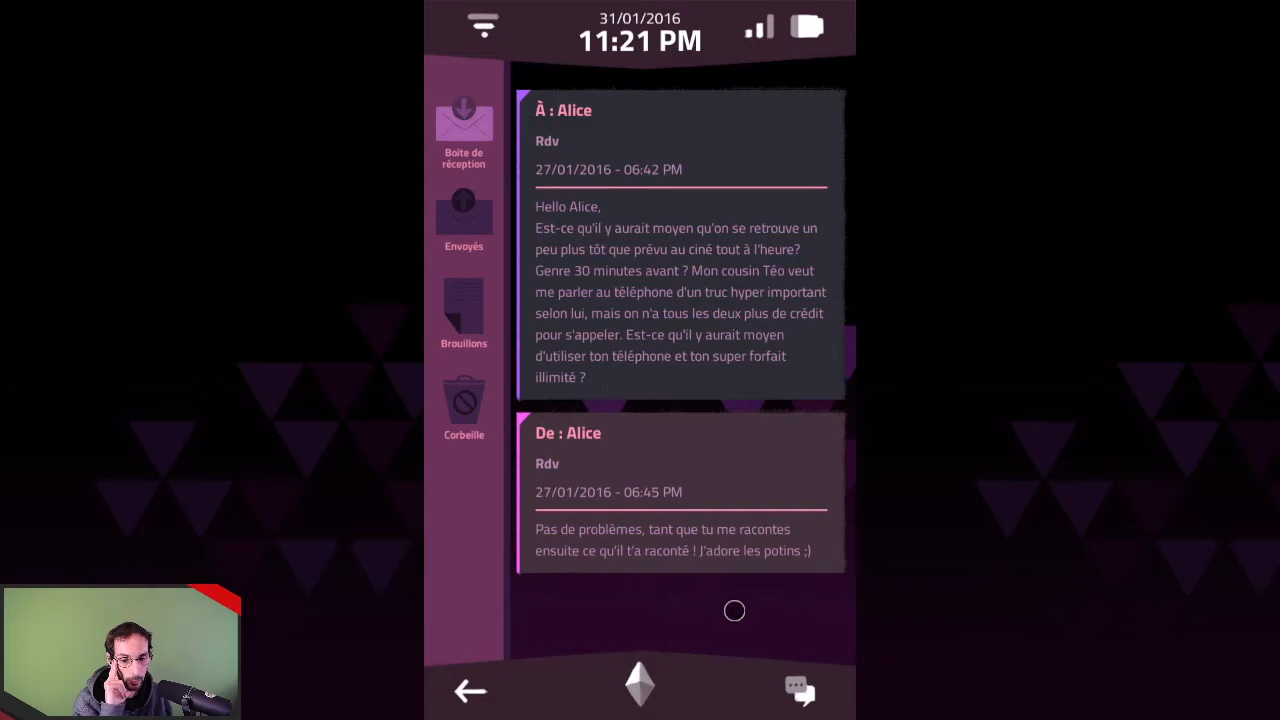 31/01/2016
11:21 PM
Boite de
réception
Envoyés
Brouillons
Corbeille
À : Alice
Rdv
27/01/2016 - 06:42 PM
Hello Alice,
Est-ce qu'il y aurait moyen qu'on se retrouve un
peu plus tôt que prévu au ciné tout à l'heure?
Genre 30 minutes avant ? Mon cousin Téo veut
me parler au téléphone d'un truc hyper important
selon lui, mais on n'a tous les deux plus de crédit
pour s'appeler. Est-ce qu'il y aurait moyen
d'utiliser ton téléphone et ton super forfait
illimité ?
De : Alice
Rdv
27/01/2016 - 06:45 PM
Pas de problèmes, tant que tu me racontes
ensuite ce qu'il t'a raconté ! J'adore les potins ;)